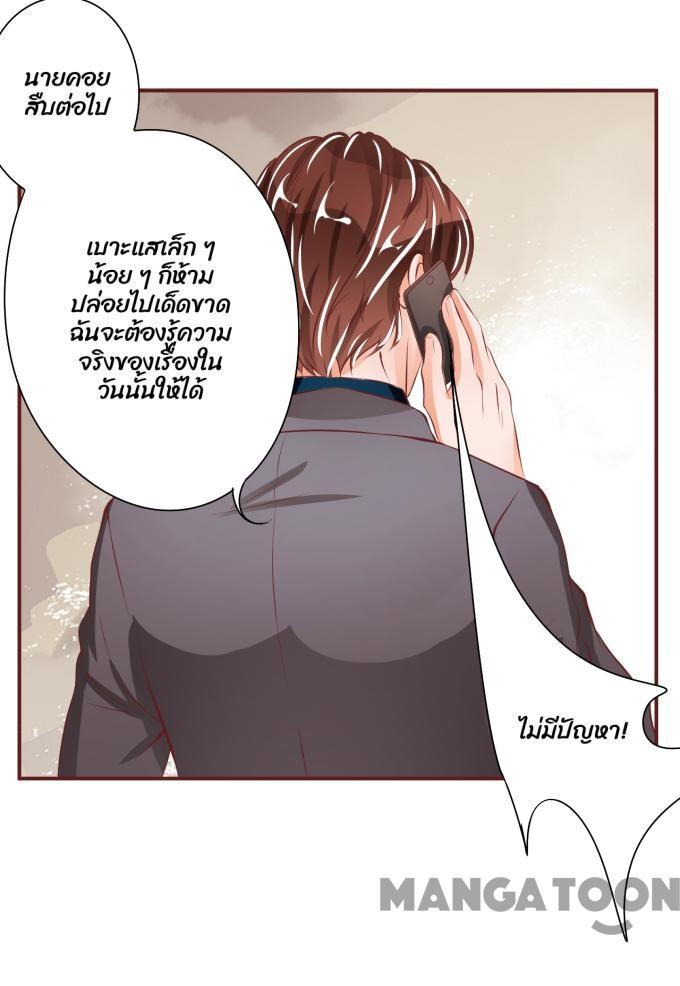 นายคอย
สืบต่อไป
เบาะแสเล็ก ๆ
น้อย ๆ ก็ห้าม
ปล่อยไปเด็ดขาด
ฉันจะต้องรู้ความ
จริงของเรื่องใน
วันนั้นให้ได้
ไม่มีปัญหา!
MANGATOON